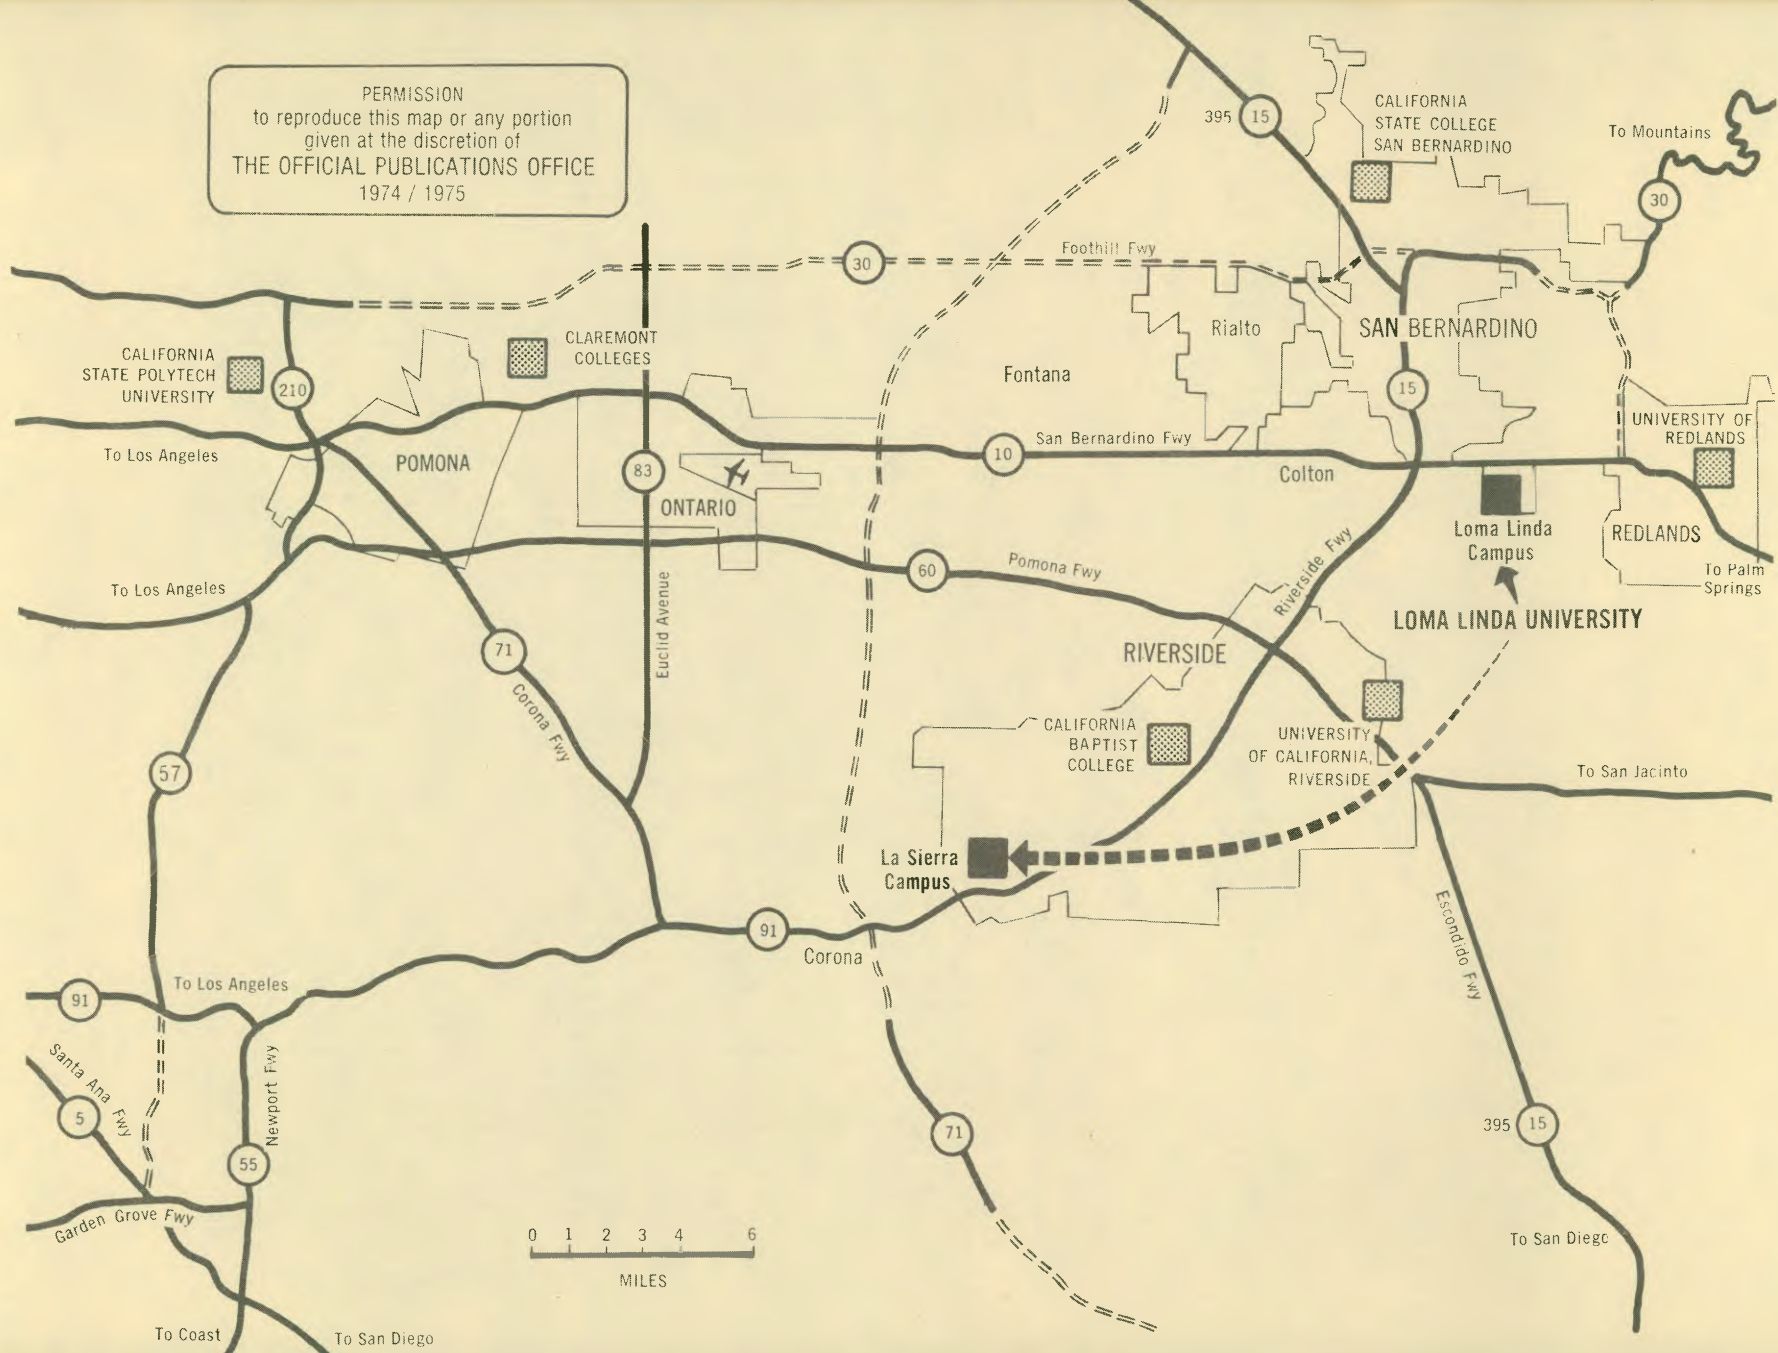 PERMISSION
to reproduce this map or any portion
given at the discretion of
THE OFFICIAL PUBLICATIONS OFFICE
1974 / 1975
395
15
CALIFORNIA
STATE COLLEGE
SAN BERNARDINO
To Mountains
30
Foothill Fwy
30
CALIFORNIA
STATE POLYTECH
UNIVERSITY
210
CLAREMONT
COLLEGES
Rialto
SAN BERNARDINO
Fontana
15
UNIVERSITY OF
REDLANDS
To Los Angeles
POMONA
83
ONTARIO
10
San Bernardino Fwy
Colton
Loma Linda
Campus
REDLANDS
To Palm
Springs
To Los Angeles
60
Pomona Fwy
Riverside Fwy
LOMA LINDA UNIVERSITY
Euclid Avenue
71
Corona Fwy
RIVERSIDE
CALIFORNIA
BAPTIST
COLLEGE
UNIVERSITY
OF CALIFORNIA,
RIVERSIDE
To San Jacinto
57
La Sierra
Campus
91
Corona
Escondido Fwy
91
To Los Angeles
Santa Ana Fwy
5
Newport Fwy
55
71
395
15
Garden Grove Fwy
0 1 2 3 4 6
MILES
To San Diego
To Coast
To San Diego